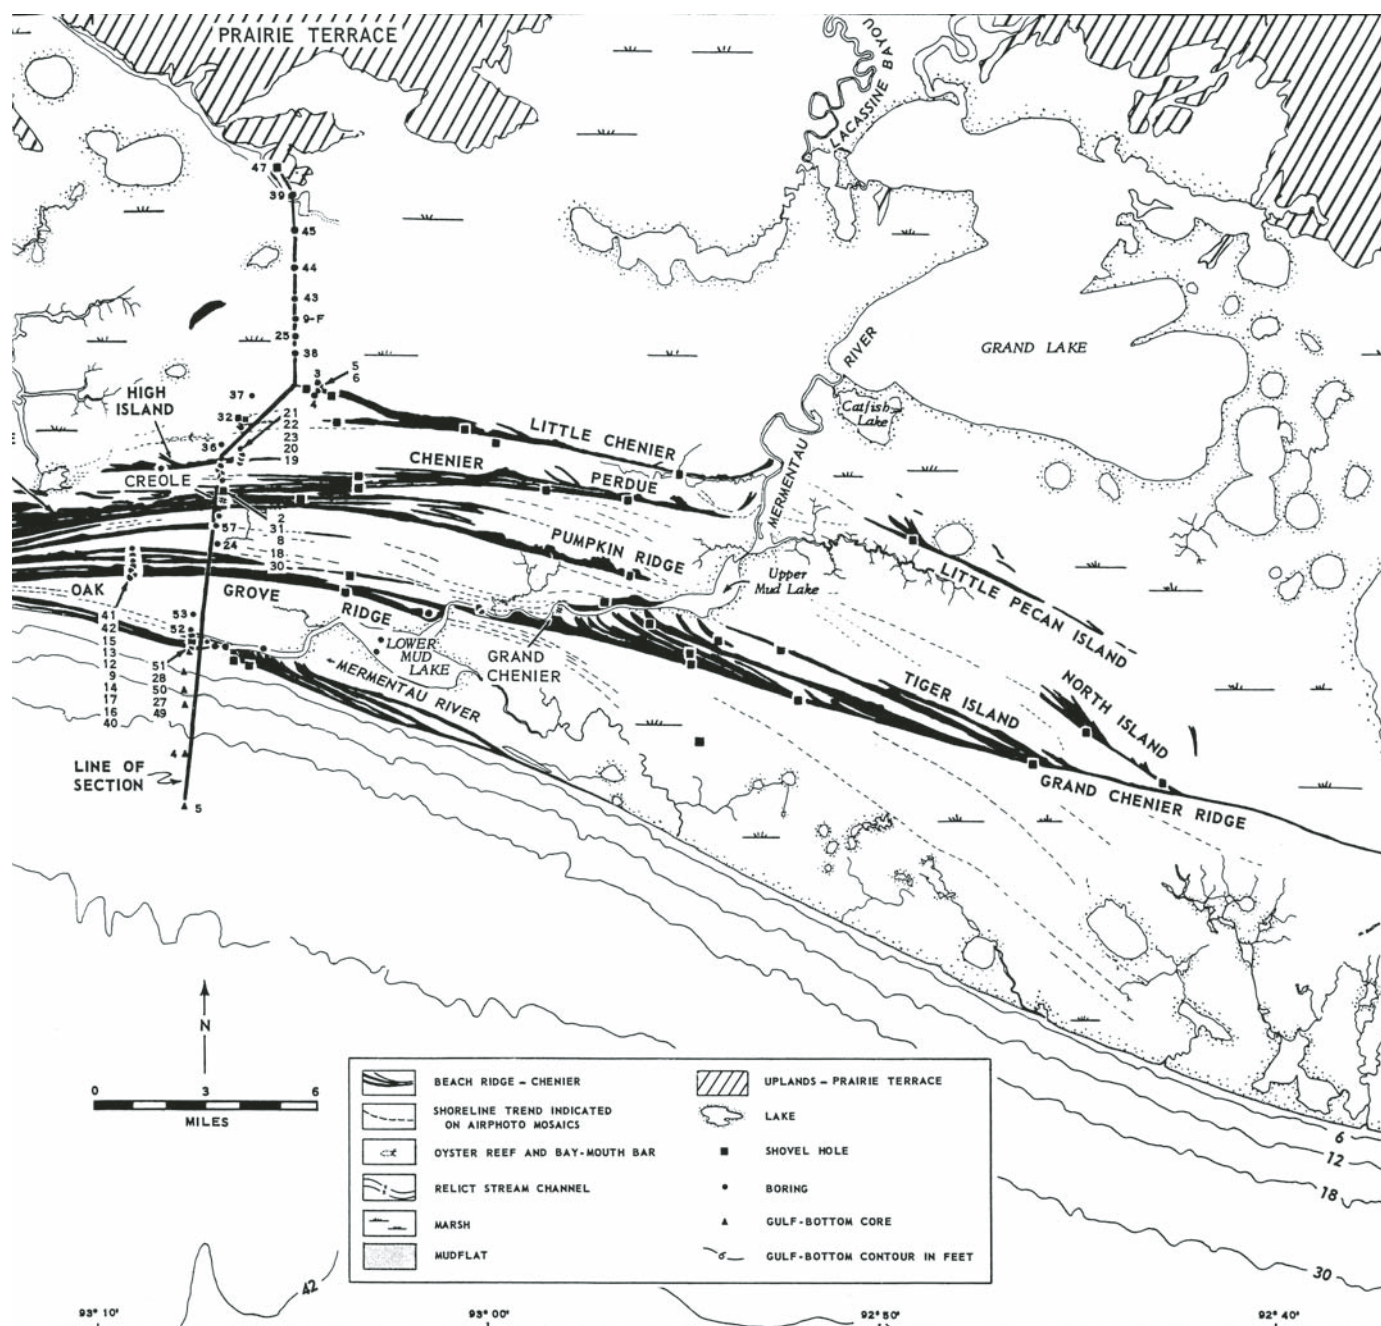 PRAIRIE TERRACE
LACASSINE BAYOU
47
39
45
44
43
9-F
25
38
3
5
6
4
37
HIGH
ISLAND
32
21
22
23
20
19
36
CREOLE
LITTLE CHENIER
CHENIER
PERDUE
PUMPKIN RIDGE
GRAND LAKE
Catfish
Lake
MERMENTAU
RIVER
2
31
8
18
30
57
24
OAK
GROVE
RIDGE
Upper
Mud Lake
LITTLE PECAN ISLAND
41
42
15
13
12
9
14
17
16
40
53
52
51
28
50
27
49
LOWER
MUD
LAKE
MERMENTAU RIVER
GRAND
CHENIER
TIGER ISLAND
NORTH ISLAND
GRAND CHENIER RIDGE
4
LINE OF
SECTION
5
N
0 3 6
MILES
BEACH RIDGE – CHENIER
SHORELINE TREND INDICATED
ON AIRPHOTO MOSAICS
OYSTER REEF AND BAY-MOUTH BAR
RELICT STREAM CHANNEL
MARSH
MUDFLAT
UPLANDS – PRAIRIE TERRACE
LAKE
SHOVEL HOLE
BORING
GULF-BOTTOM CORE
6
GULF-BOTTOM CONTOUR IN FEET
6
12
18
30
42
93° 10'
93° 00'
92° 50'
92° 40'